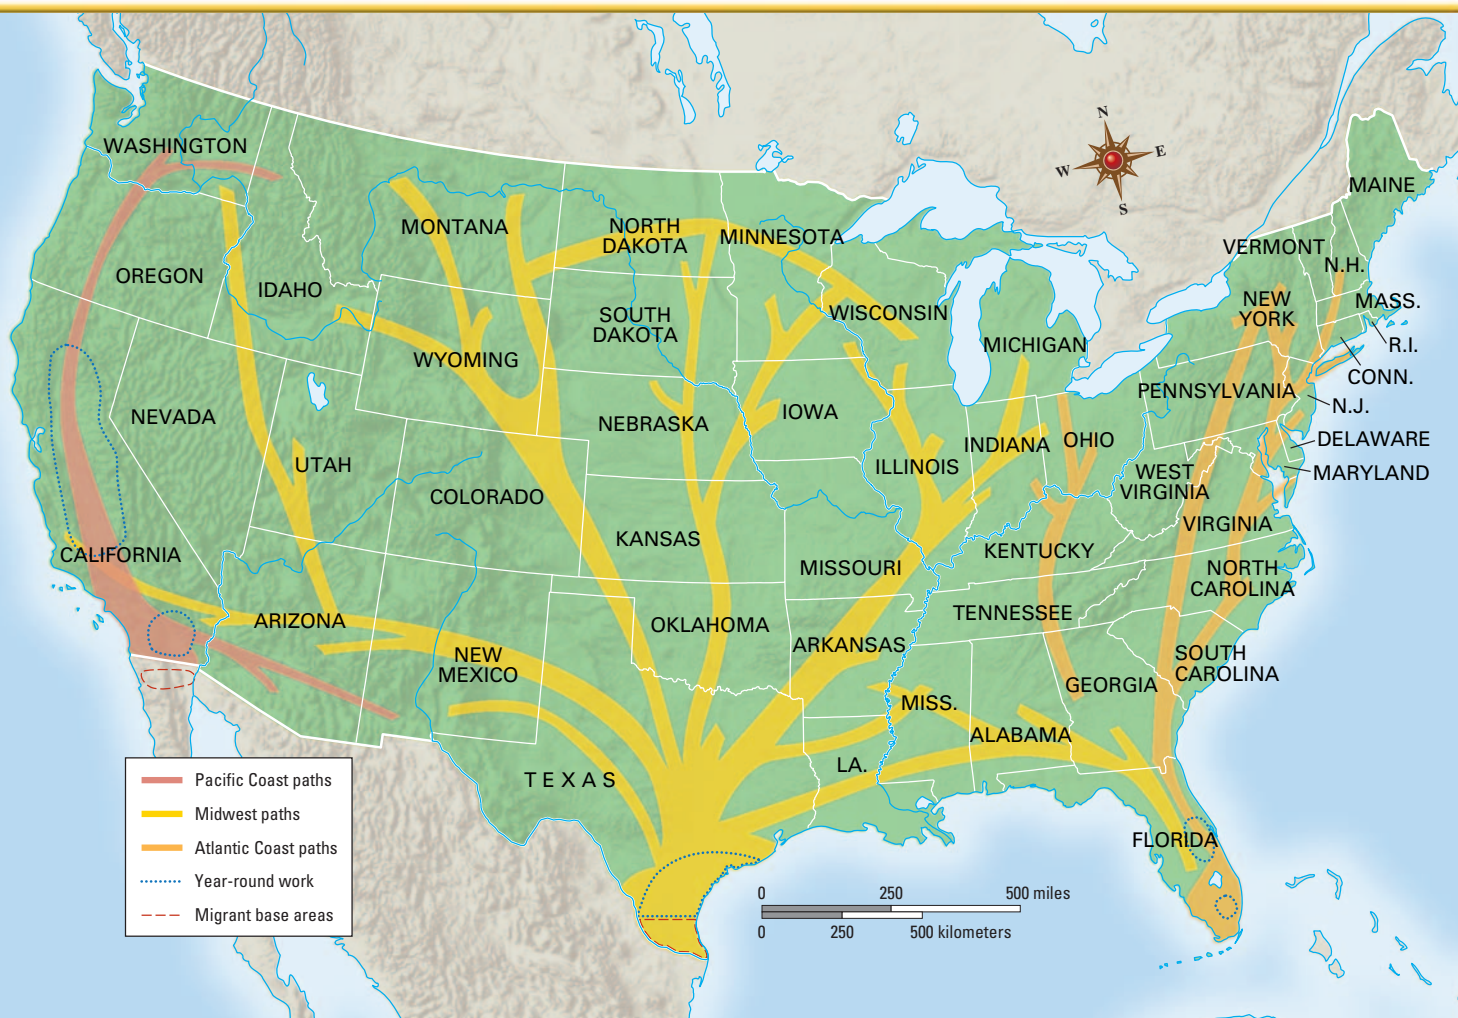 N
W
E
S
WASHINGTON
MONTANA
NORTH
DAKOTA
MINNESOTA
MAINE
VERMONT
N.H.
OREGON
IDAHO
SOUTH
DAKOTA
WISCONSIN
MICHIGAN
NEW
YORK
MASS.
R.I.
CONN.
WYOMING
NEVADA
NEBRASKA
IOWA
PENNSYLVANIA
N.J.
UTAH
COLORADO
ILLINOIS
INDIANA
OHIO
DELAWARE
MARYLAND
WEST
VIRGINIA
VIRGINIA
CALIFORNIA
KANSAS
MISSOURI
KENTUCKY
NORTH
CAROLINA
ARIZONA
NEW
MEXICO
OKLAHOMA
ARKANSAS
TENNESSEE
SOUTH
CAROLINA
MISS.
ALABAMA
GEORGIA
TEXAS
LA.
FLORIDA
Pacific Coast paths
Midwest paths
Atlantic Coast paths
Year-round work
Migrant base areas
0 250 500 miles
0 250 500 kilometers